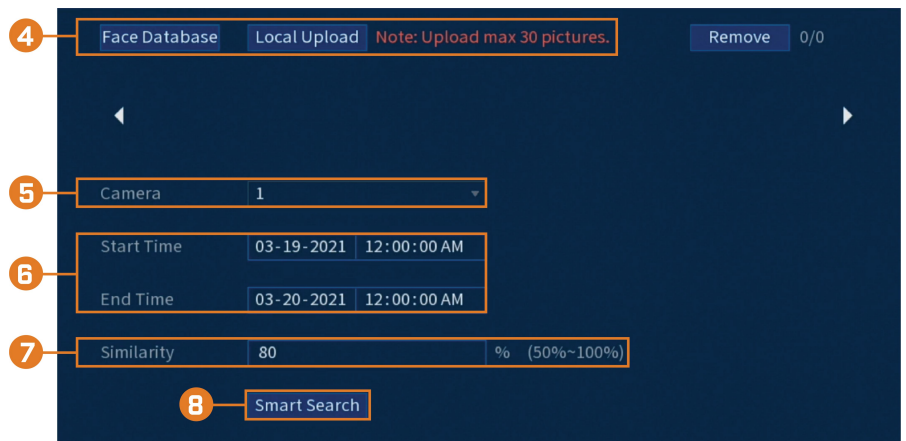 4 Face Database Local Upload Note: Upload max 30 pictures. Remove 0/0
5 Camera 1
Start Time 03-19-2021 12:00:00 AM
6
End Time 03-20-2021 12:00:00 AM
7 Similarity 80 % (50%~100%)
8 Smart Search